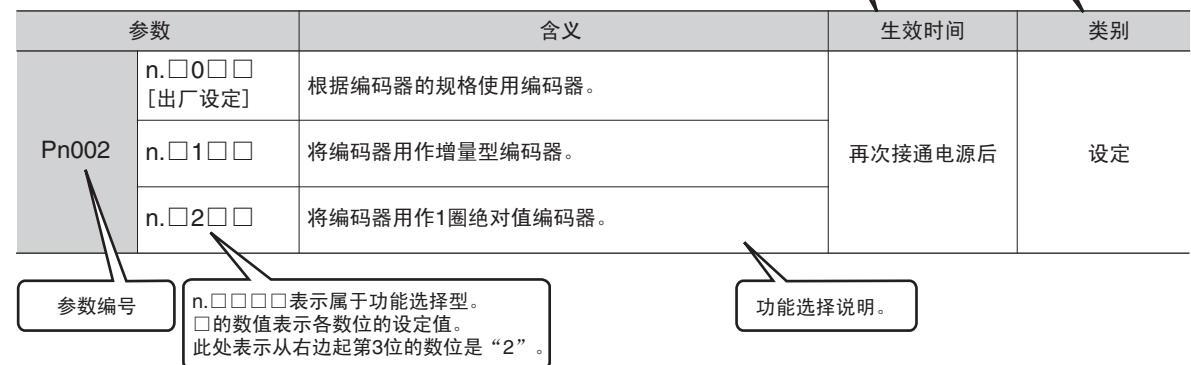 参数 含义 生效时间 类别
n.□0□□
[出厂设定]
根据编码器的规格使用编码器。
Pn002 n.□1□□ 将编码器用作增量型编码器。 再次接通电源后 设定
n.□2□□ 将编码器用作1圈绝对值编码器。
参数编号
n.□□□□表示属于功能选择型。
□的数值表示各数位的设定值。
此处表示从右边起第3位的数位是“2”。
功能选择说明。